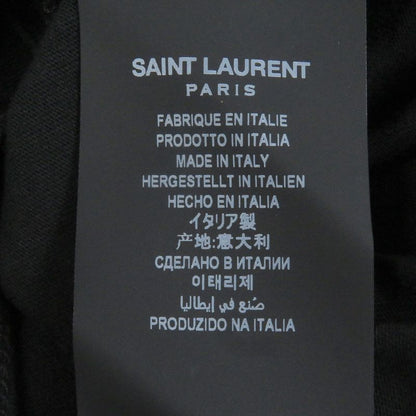 SAINT LAURENT
PARIS
FABRIQUE EN ITALIE
PRODOTTO IN ITALIA
MADE IN ITALY
HERGESTELLT IN ITALIEN
HECHO EN ITALIA
イタリア製
产地:意大利
СДЕЛАНО В ИТАЛИИ
이태리제
صنع في إيطاليا
PRODUZIDO NA ITALIA